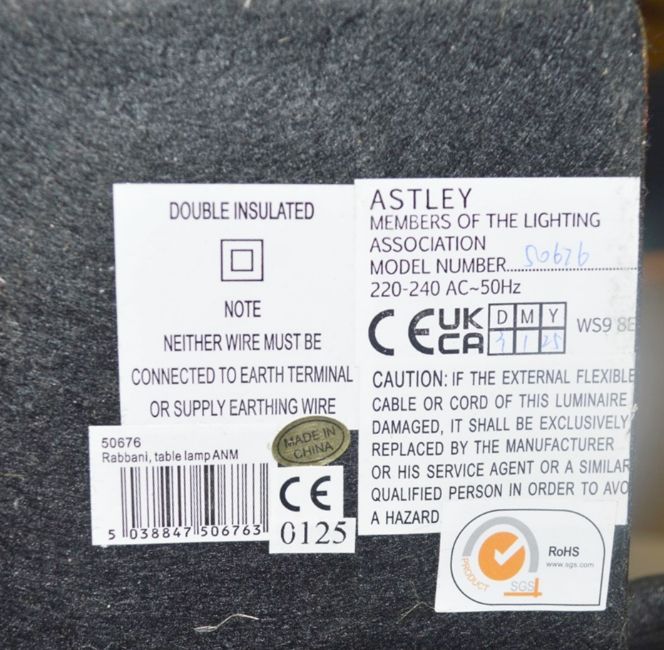 DOUBLE INSULATED
NOTE
NEITHER WIRE MUST BE
CONNECTED TO EARTH TERMINAL
OR SUPPLY EARTHING WIRE
ASTLEY
MEMBERS OF THE LIGHTING
ASSOCIATION
MODEL NUMBER..............50676
220-240 AC~50Hz
CE UK CA D M Y WS9 8E
3 1 25
CAUTION: IF THE EXTERNAL FLEXIBLE
CABLE OR CORD OF THIS LUMINAIRE
DAMAGED, IT SHALL BE EXCLUSIVELY
REPLACED BY THE MANUFACTURER
OR HIS SERVICE AGENT OR A SIMILAR
QUALIFIED PERSON IN ORDER TO AVO
A HAZARD
50676
Rabbani, table lamp ANM
5 038847 506763
MADE IN
CHINA
CE
0125
PRODUCT
SGS
RoHS
www.sgs.com